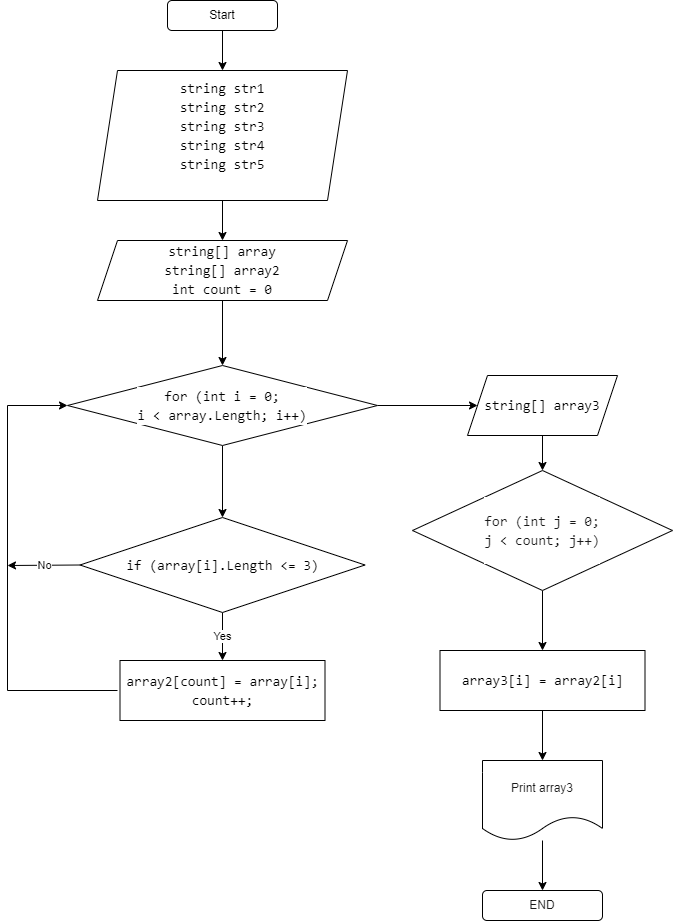 Start
string str1
string str2
string str3
string str4
string str5
string[] array
string[] array2
int count = 0
for (int i = 0;
i < array.Length; i++)
string[] array3
for (int j = 0;
j < count; j++)
No
if (array[i].Length <= 3)
Yes
array2[count] = array[i];
count++;
array3[i] = array2[i]
Print array3
END